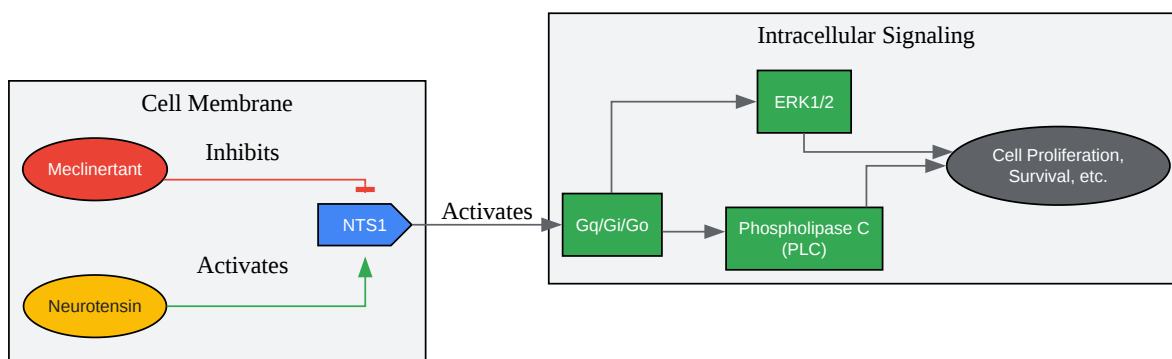 Cell Membrane
Meclinertant
Inhibits
NTS1
Activates
Neurotensin
Activates
Intracellular Signaling
ERK1/2
Gq/Gi/Go
Phospholipase C
(PLC)
Cell Proliferation,
Survival, etc.